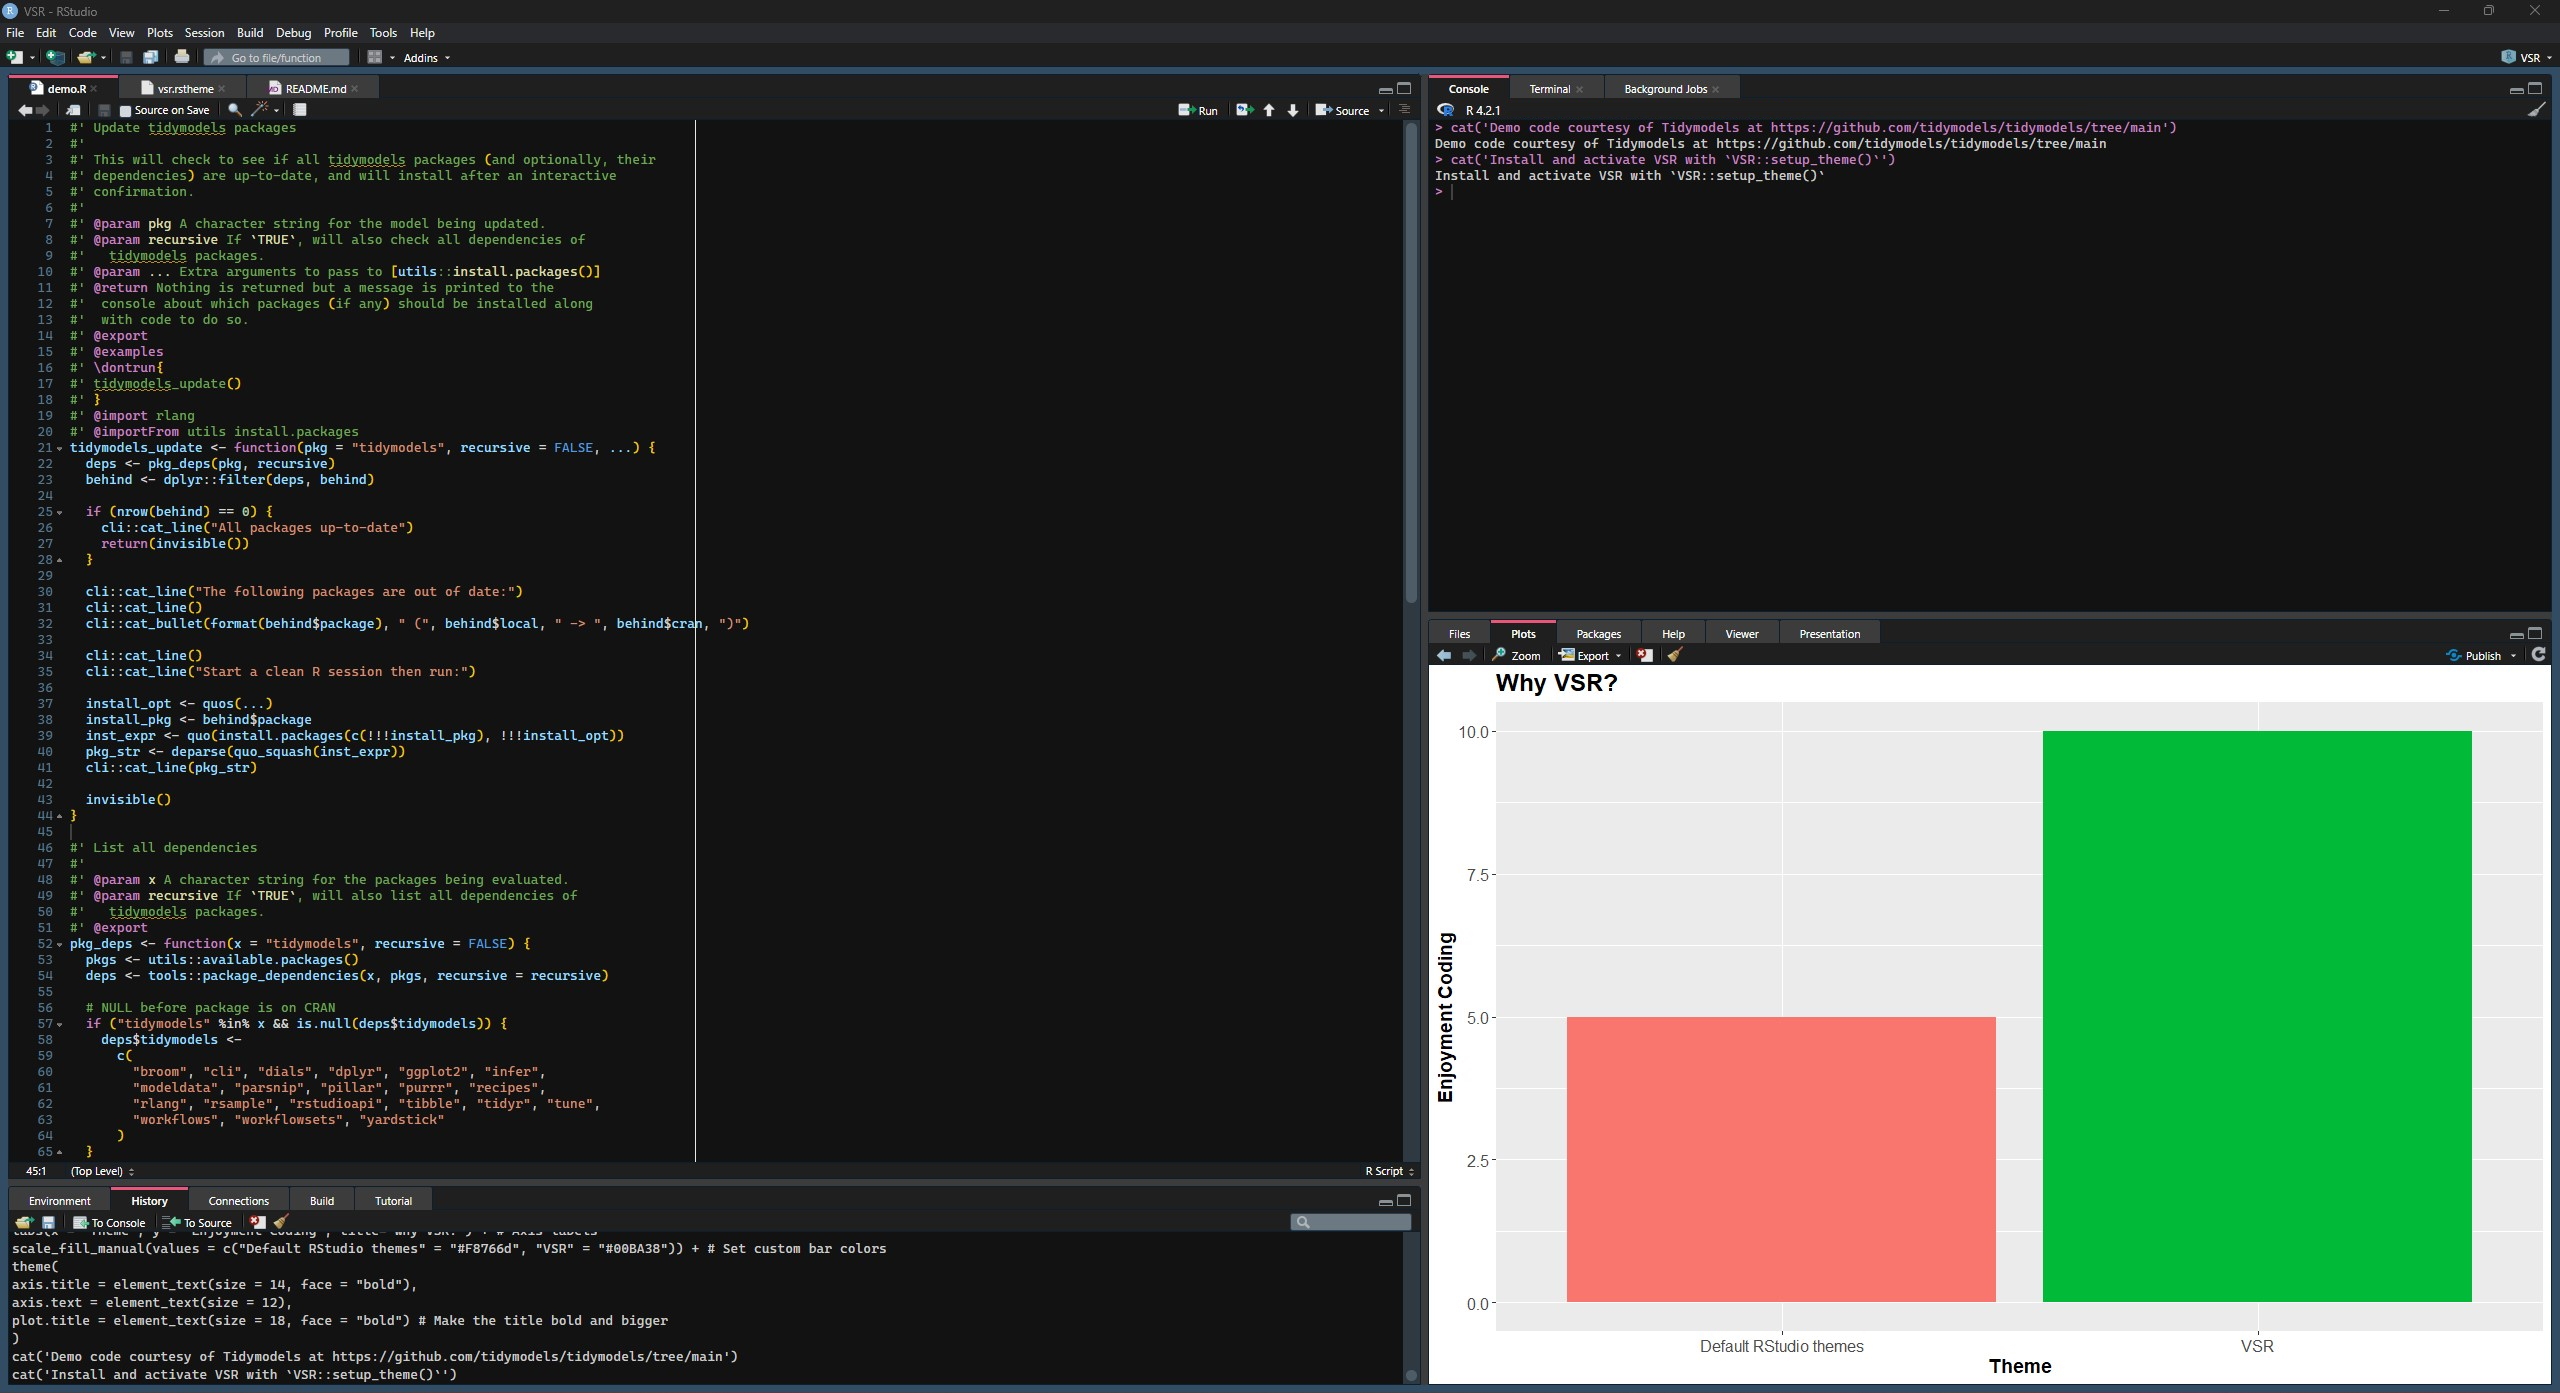 VSR - RStudio
File Edit Code View Plots Session Build Debug Profile Tools Help
Go to file/function Addins VSR
demo.R vsr.rstheme README.md
Source on Save Run Source
1 #' Update tidymodels packages
2 #'
3 #' This will check to see if all tidymodels packages (and optionally, their
4 #' dependencies) are up-to-date, and will install after an interactive
5 #' confirmation.
6 #'
7 #' @param pkg A character string for the model being updated.
8 #' @param recursive If `TRUE`, will also check all dependencies of
9 #'   tidymodels packages.
10 #' @param ... Extra arguments to pass to [utils::install.packages()]
11 #' @return Nothing is returned but a message is printed to the
12 #'  console about which packages (if any) should be installed along
13 #'  with code to do so.
14 #' @export
15 #' @examples
16 #' \dontrun{
17 #' tidymodels_update()
18 #' }
19 #' @import rlang
20 #' @importFrom utils install.packages
21 tidymodels_update <- function(pkg = "tidymodels", recursive = FALSE, ...) {
22   deps <- pkg_deps(pkg, recursive)
23   behind <- dplyr::filter(deps, behind)
24
25   if (nrow(behind) == 0) {
26     cli::cat_line("All packages up-to-date")
27     return(invisible())
28   }
29
30   cli::cat_line("The following packages are out of date:")
31   cli::cat_line()
32   cli::cat_bullet(format(behind$package), " (", behind$local, " -> ", behind$cran, ")")
33
34   cli::cat_line()
35   cli::cat_line("Start a clean R session then run:")
36
37   install_opt <- quos(...)
38   install_pkg <- behind$package
39   inst_expr <- quo(install.packages(c(!!!install_pkg), !!!install_opt))
40   pkg_str <- deparse(quo_squash(inst_expr))
41   cli::cat_line(pkg_str)
42
43   invisible()
44 }
45
46 #' List all dependencies
47 #'
48 #' @param x A character string for the packages being evaluated.
49 #' @param recursive If `TRUE`, will also list all dependencies of
50 #'   tidymodels packages.
51 #' @export
52 pkg_deps <- function(x = "tidymodels", recursive = FALSE) {
53   pkgs <- utils::available.packages()
54   deps <- tools::package_dependencies(x, pkgs, recursive = recursive)
55
56   # NULL before package is on CRAN
57   if ("tidymodels" %in% x && is.null(deps$tidymodels)) {
58     deps$tidymodels <-
59       c(
60         "broom", "cli", "dials", "dplyr", "ggplot2", "infer",
61         "modeldata", "parsnip", "pillar", "purrr", "recipes",
62         "rlang", "rsample", "rstudioapi", "tibble", "tidyr", "tune",
63         "workflows", "workflowsets", "yardstick"
64       )
65   }
45:1 (Top Level) R Script
Environment History Connections Build Tutorial
To Console To Source
scale_fill_manual(values = c("Default RStudio themes" = "#F8766d", "VSR" = "#00BA38")) + # Set custom bar colors
theme(
axis.title = element_text(size = 14, face = "bold"),
axis.text = element_text(size = 12),
plot.title = element_text(size = 18, face = "bold") # Make the title bold and bigger
)
cat('Demo code courtesy of Tidymodels at https://github.com/tidymodels/tidymodels/tree/main')
cat('Install and activate VSR with `VSR::setup_theme()`')
Console Terminal Background Jobs
R 4.2.1
> cat('Demo code courtesy of Tidymodels at https://github.com/tidymodels/tidymodels/tree/main')
Demo code courtesy of Tidymodels at https://github.com/tidymodels/tidymodels/tree/main
> cat('Install and activate VSR with `VSR::setup_theme()`')
Install and activate VSR with `VSR::setup_theme()`
>
Files Plots Packages Help Viewer Presentation
Zoom Export Publish
Why VSR?
10.0
7.5
5.0
2.5
0.0
Enjoyment Coding
Default RStudio themes VSR
Theme